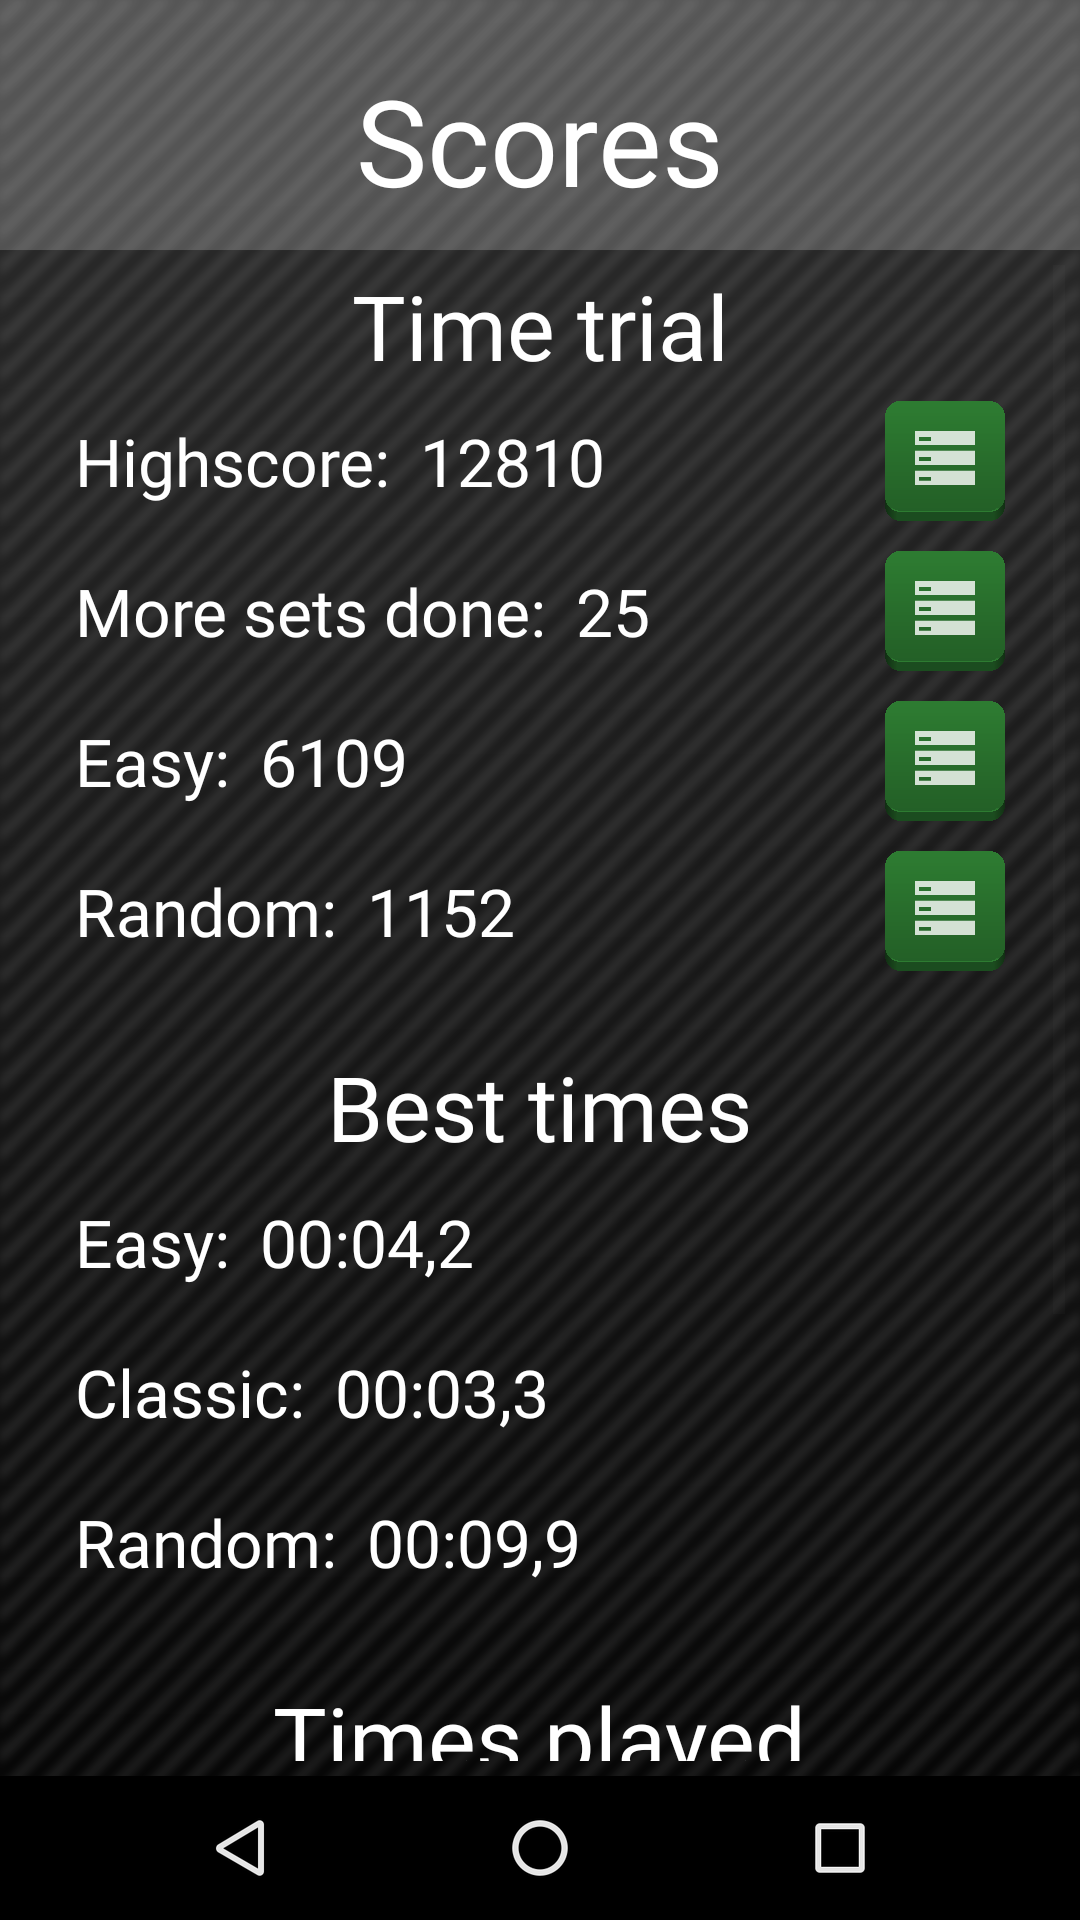 Scores
Time trial
Highscore: 12810
More sets done: 25
Easy: 6109
Random: 1152
Best times
Easy: 00:04,2
Classic: 00:03,3
Random: 00:09,9
Times played